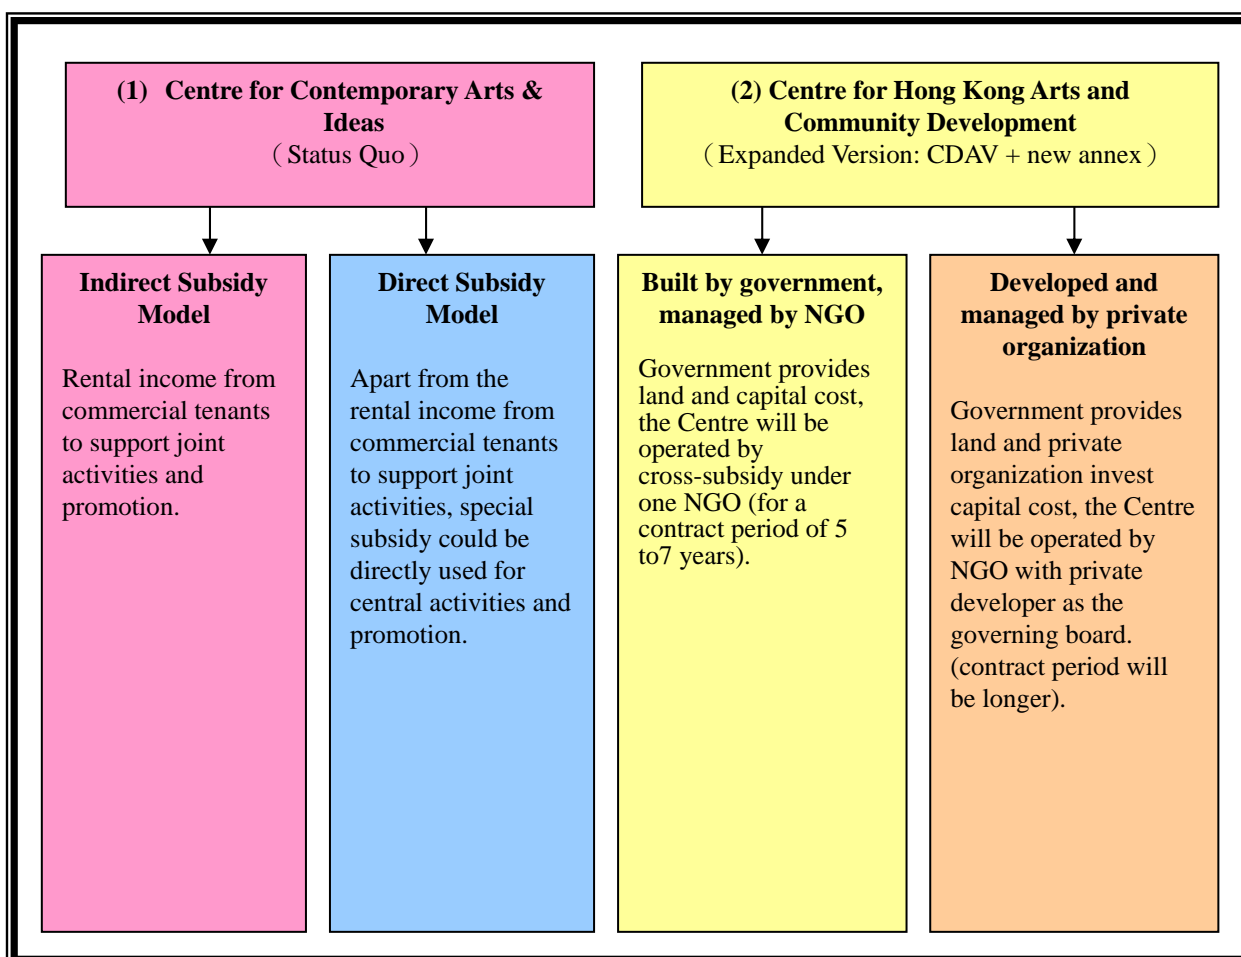 (1) Centre for Contemporary Arts &
Ideas
（Status Quo）
(2) Centre for Hong Kong Arts and
Community Development
（Expanded Version: CDAV + new annex）
Indirect Subsidy
Model
Rental income from
commercial tenants
to support joint
activities and
promotion.
Direct Subsidy
Model
Apart from the
rental income from
commercial tenants
to support joint
activities, special
subsidy could be
directly used for
central activities and
promotion.
Built by government,
managed by NGO
Government provides
land and capital cost,
the Centre will be
operated by
cross-subsidy under
one NGO (for a
contract period of 5
to7 years).
Developed and
managed by private
organization
Government provides
land and private
organization invest
capital cost, the Centre
will be operated by
NGO with private
developer as the
governing board.
(contract period will
be longer).